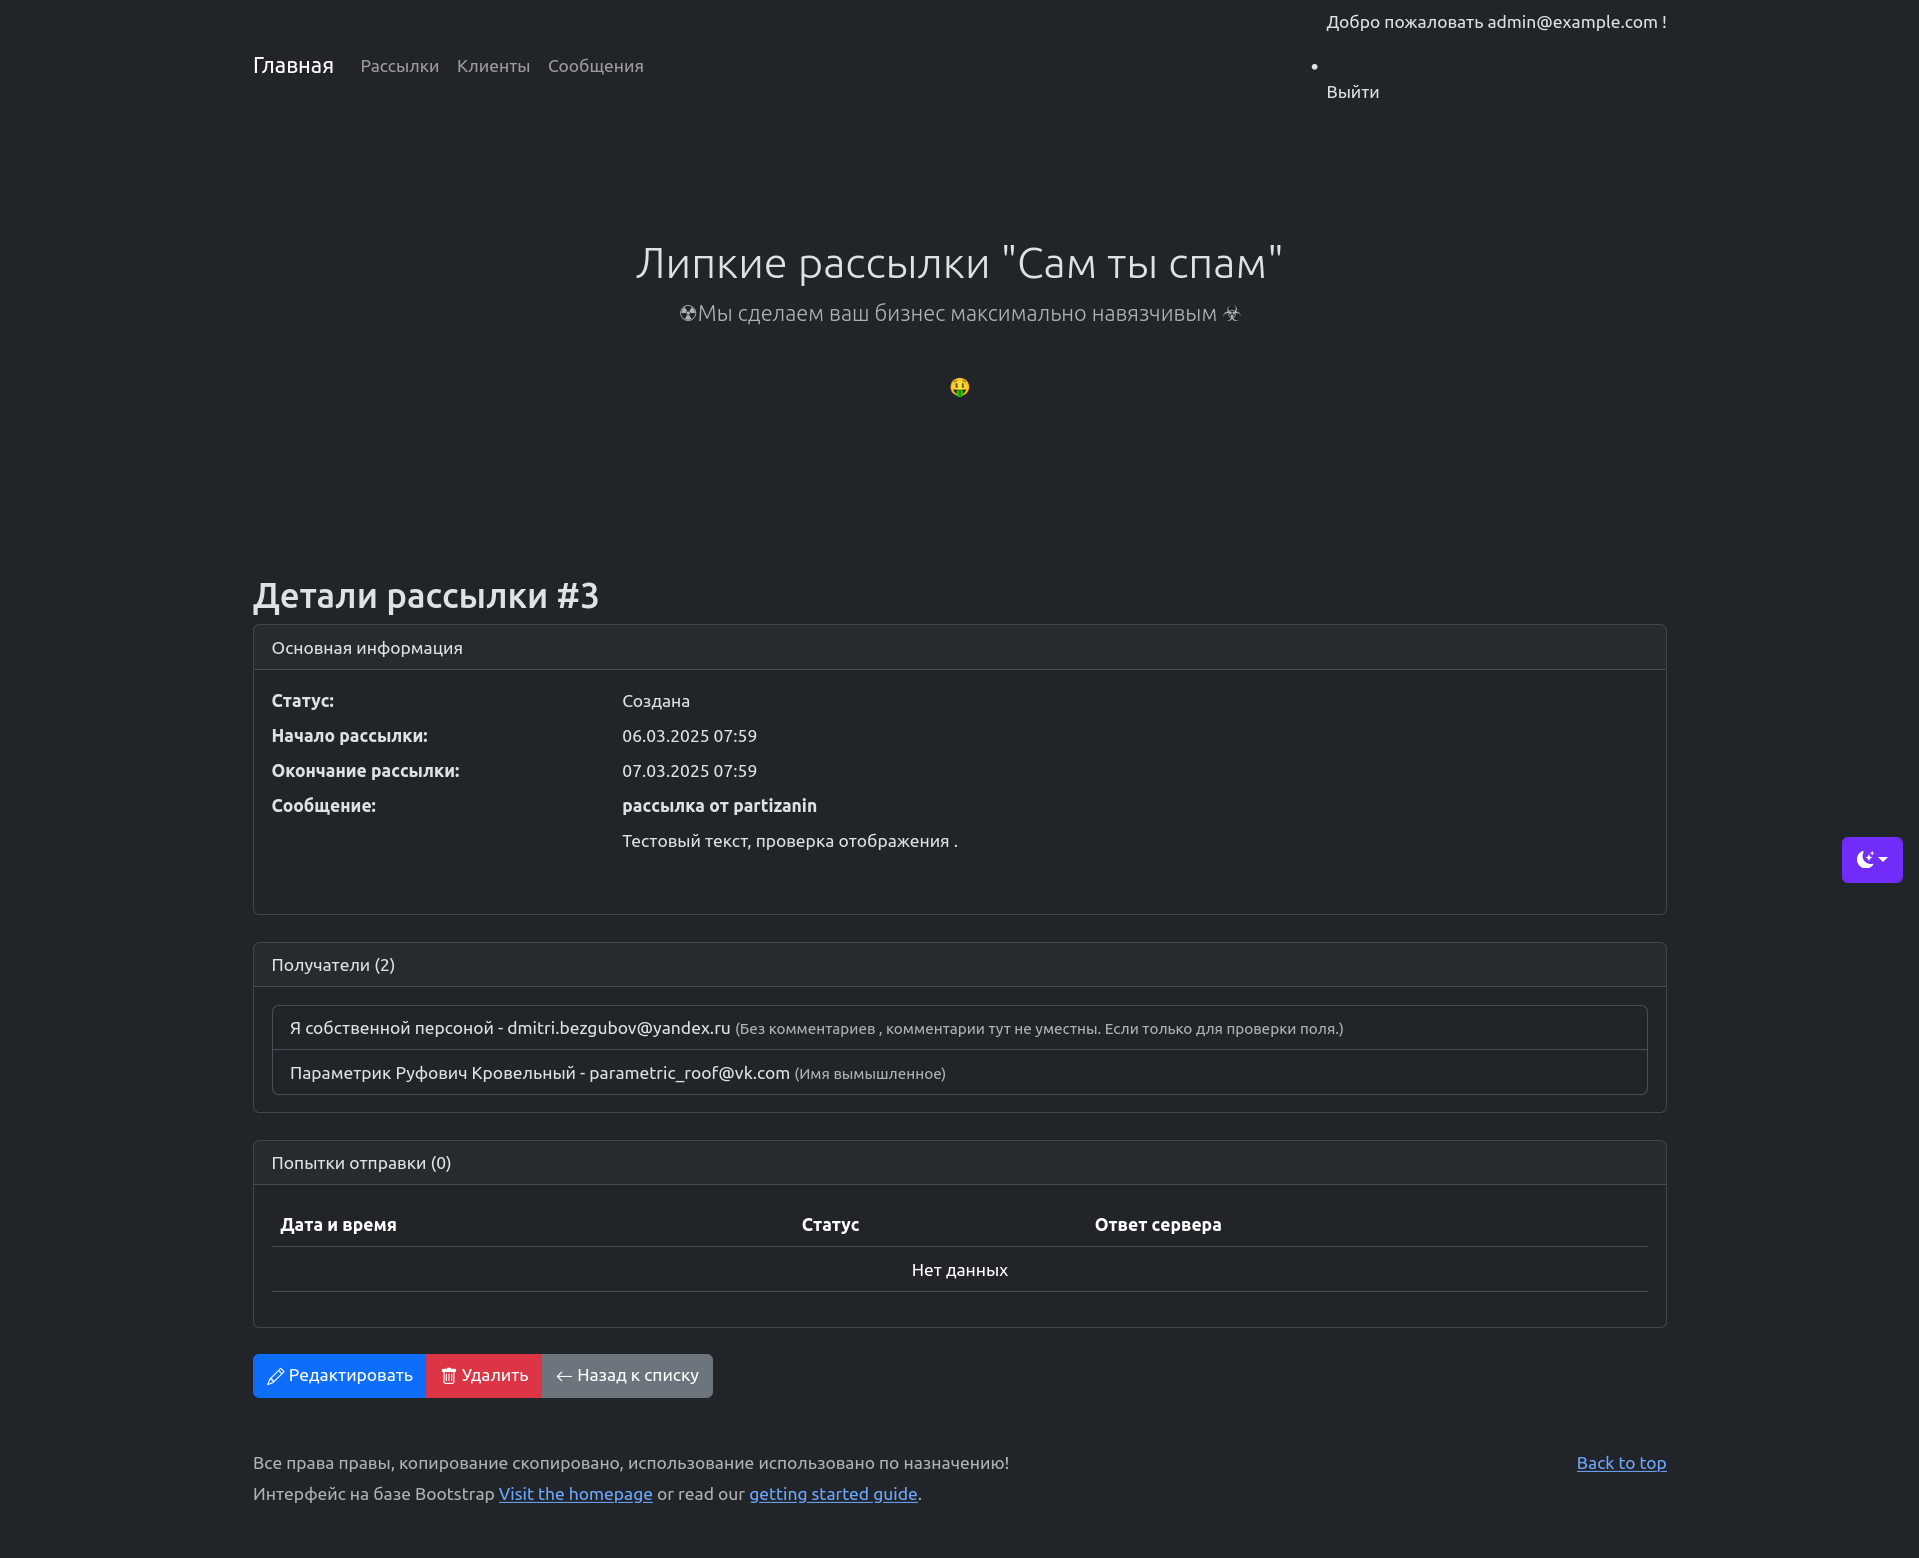 Добро пожаловать admin@example.com !
Главная Рассылки Клиенты Сообщения
Выйти
Липкие рассылки "Сам ты спам"
☢Мы сделаем ваш бизнес максимально навязчивым ☣
🤑
Детали рассылки #3
Основная информация
Статус: Создана
Начало рассылки: 06.03.2025 07:59
Окончание рассылки: 07.03.2025 07:59
Сообщение: рассылка от partizanin
Тестовый текст, проверка отображения .
Получатели (2)
Я собственной персоной - dmitri.bezgubov@yandex.ru (Без комментариев , комментарии тут не уместны. Если только для проверки поля.)
Параметрик Руфович Кровельный - parametric_roof@vk.com (Имя вымышленное)
Попытки отправки (0)
Дата и время Статус Ответ сервера
Нет данных
Редактировать Удалить Назад к списку
Все права правы, копирование скопировано, использование использовано по назначению! Back to top
Интерфейс на базе Bootstrap Visit the homepage or read our getting started guide.